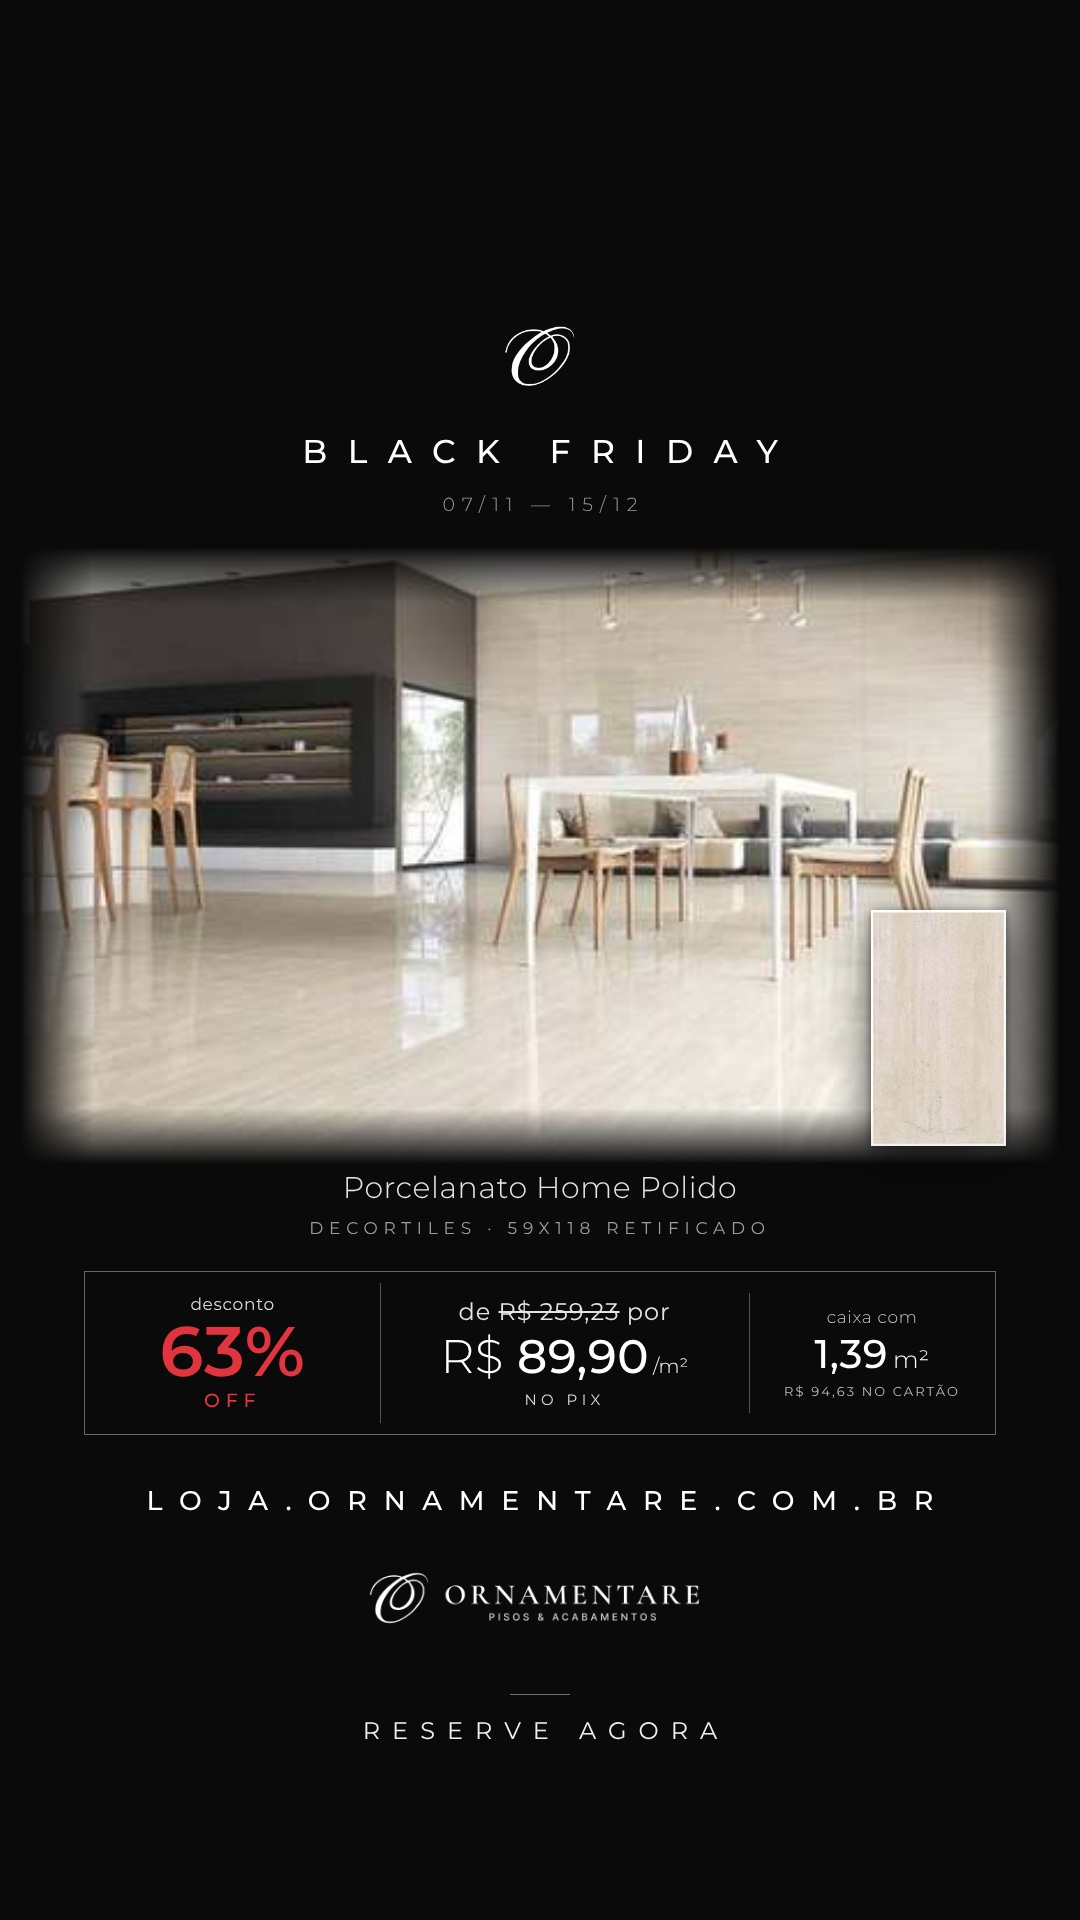 O
BLACK FRIDAY
07/11 — 15/12
Porcelanato Home Polido
DECORTILES · 59X118 RETIFICADO
desconto
63%
OFF
de R$ 259,23 por
R$ 89,90/m²
NO PIX
caixa com
1,39 m²
R$ 94,63 NO CARTÃO
LOJA.ORNAMENTARE.COM.BR
O ORNAMENTARE
PISOS & ACABAMENTOS
RESERVE AGORA